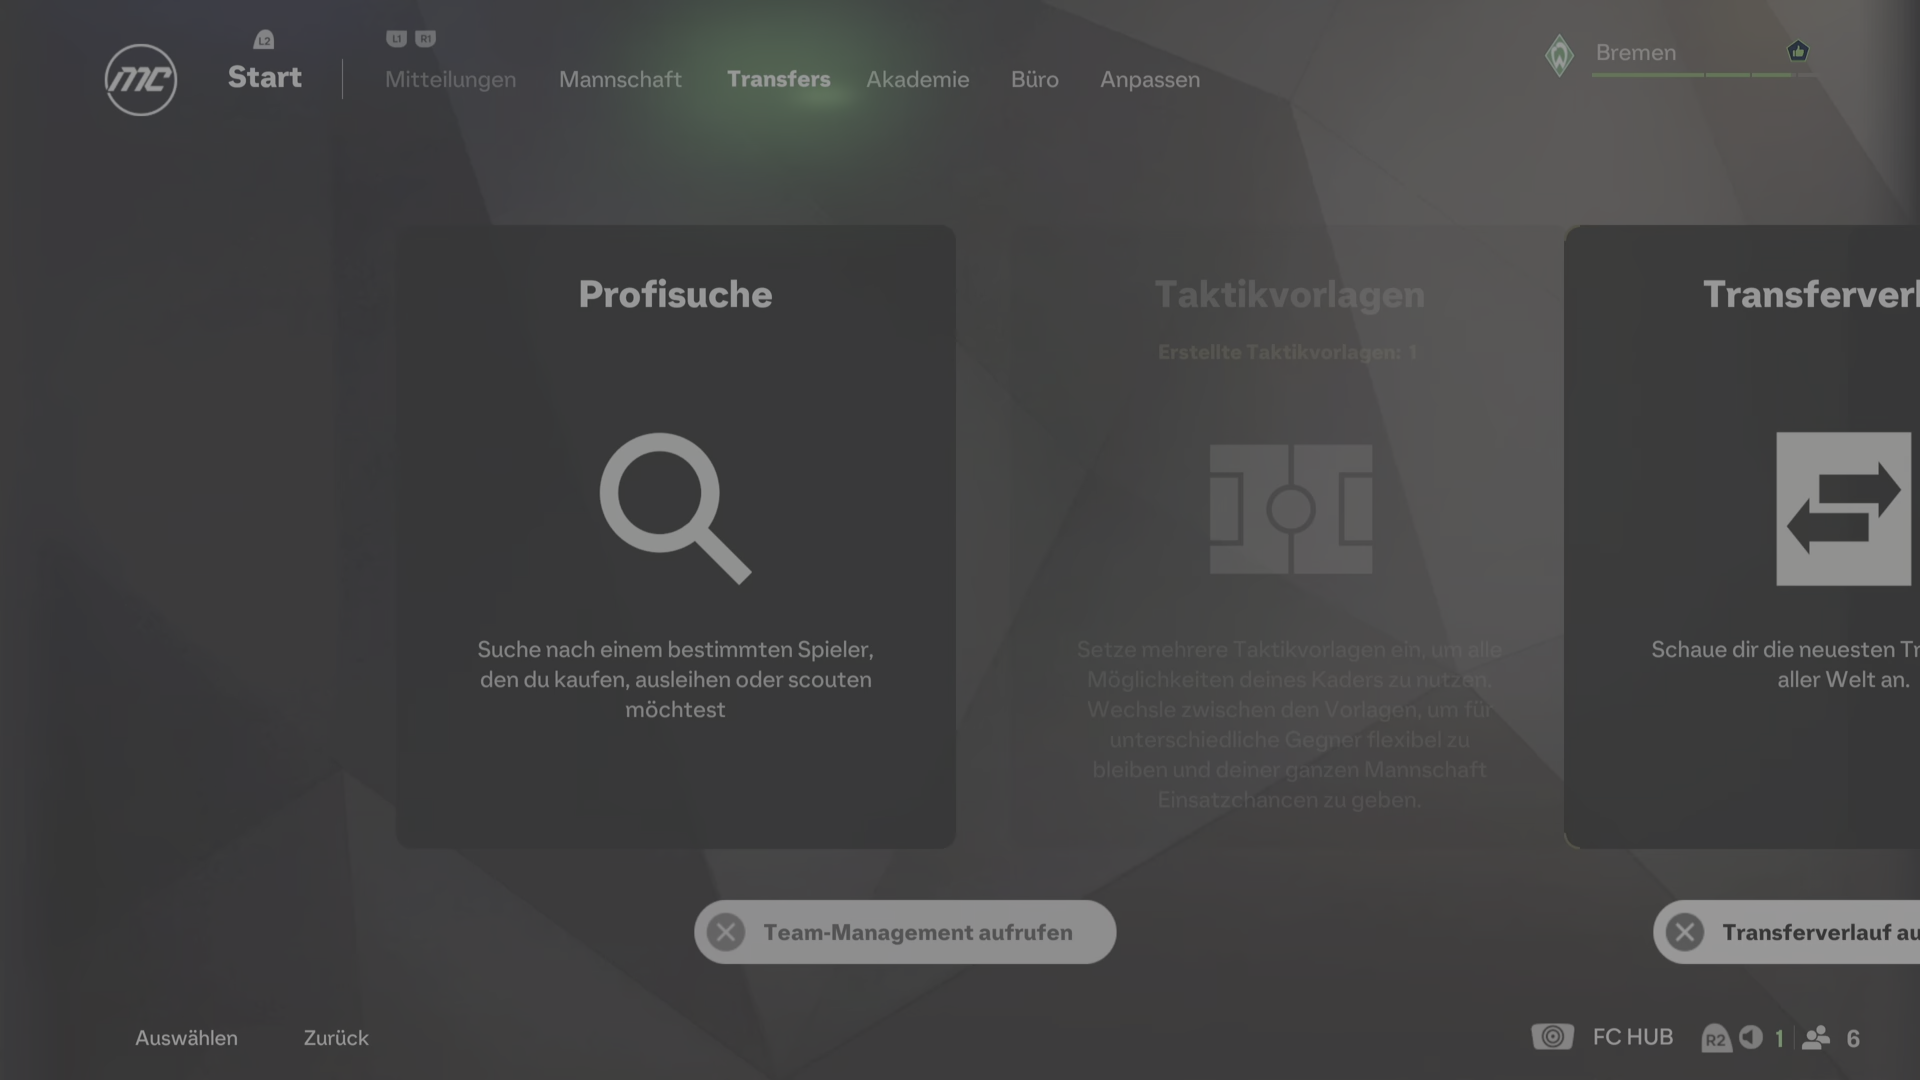 L2
L1 R1
MC
Start
Mitteilungen
Mannschaft
Transfers
Akademie
Büro
Anpassen
Bremen
Profisuche
Suche nach einem bestimmten Spieler,
den du kaufen, ausleihen oder scouten
möchtest
Taktikvorlagen
Erstellte Taktikvorlagen: 1
Setze mehrere Taktikvorlagen ein, um alle
Möglichkeiten deines Kaders zu nutzen.
Wechsle zwischen den Vorlagen, um für
unterschiedliche Gegner flexibel zu
bleiben und deiner ganzen Mannschaft
Einsatzchancen zu geben.
Transferverl
Schaue dir die neuesten Tr
aller Welt an.
Team-Management aufrufen
Transferverlauf au
Auswählen
Zurück
FC HUB
R2
1
6